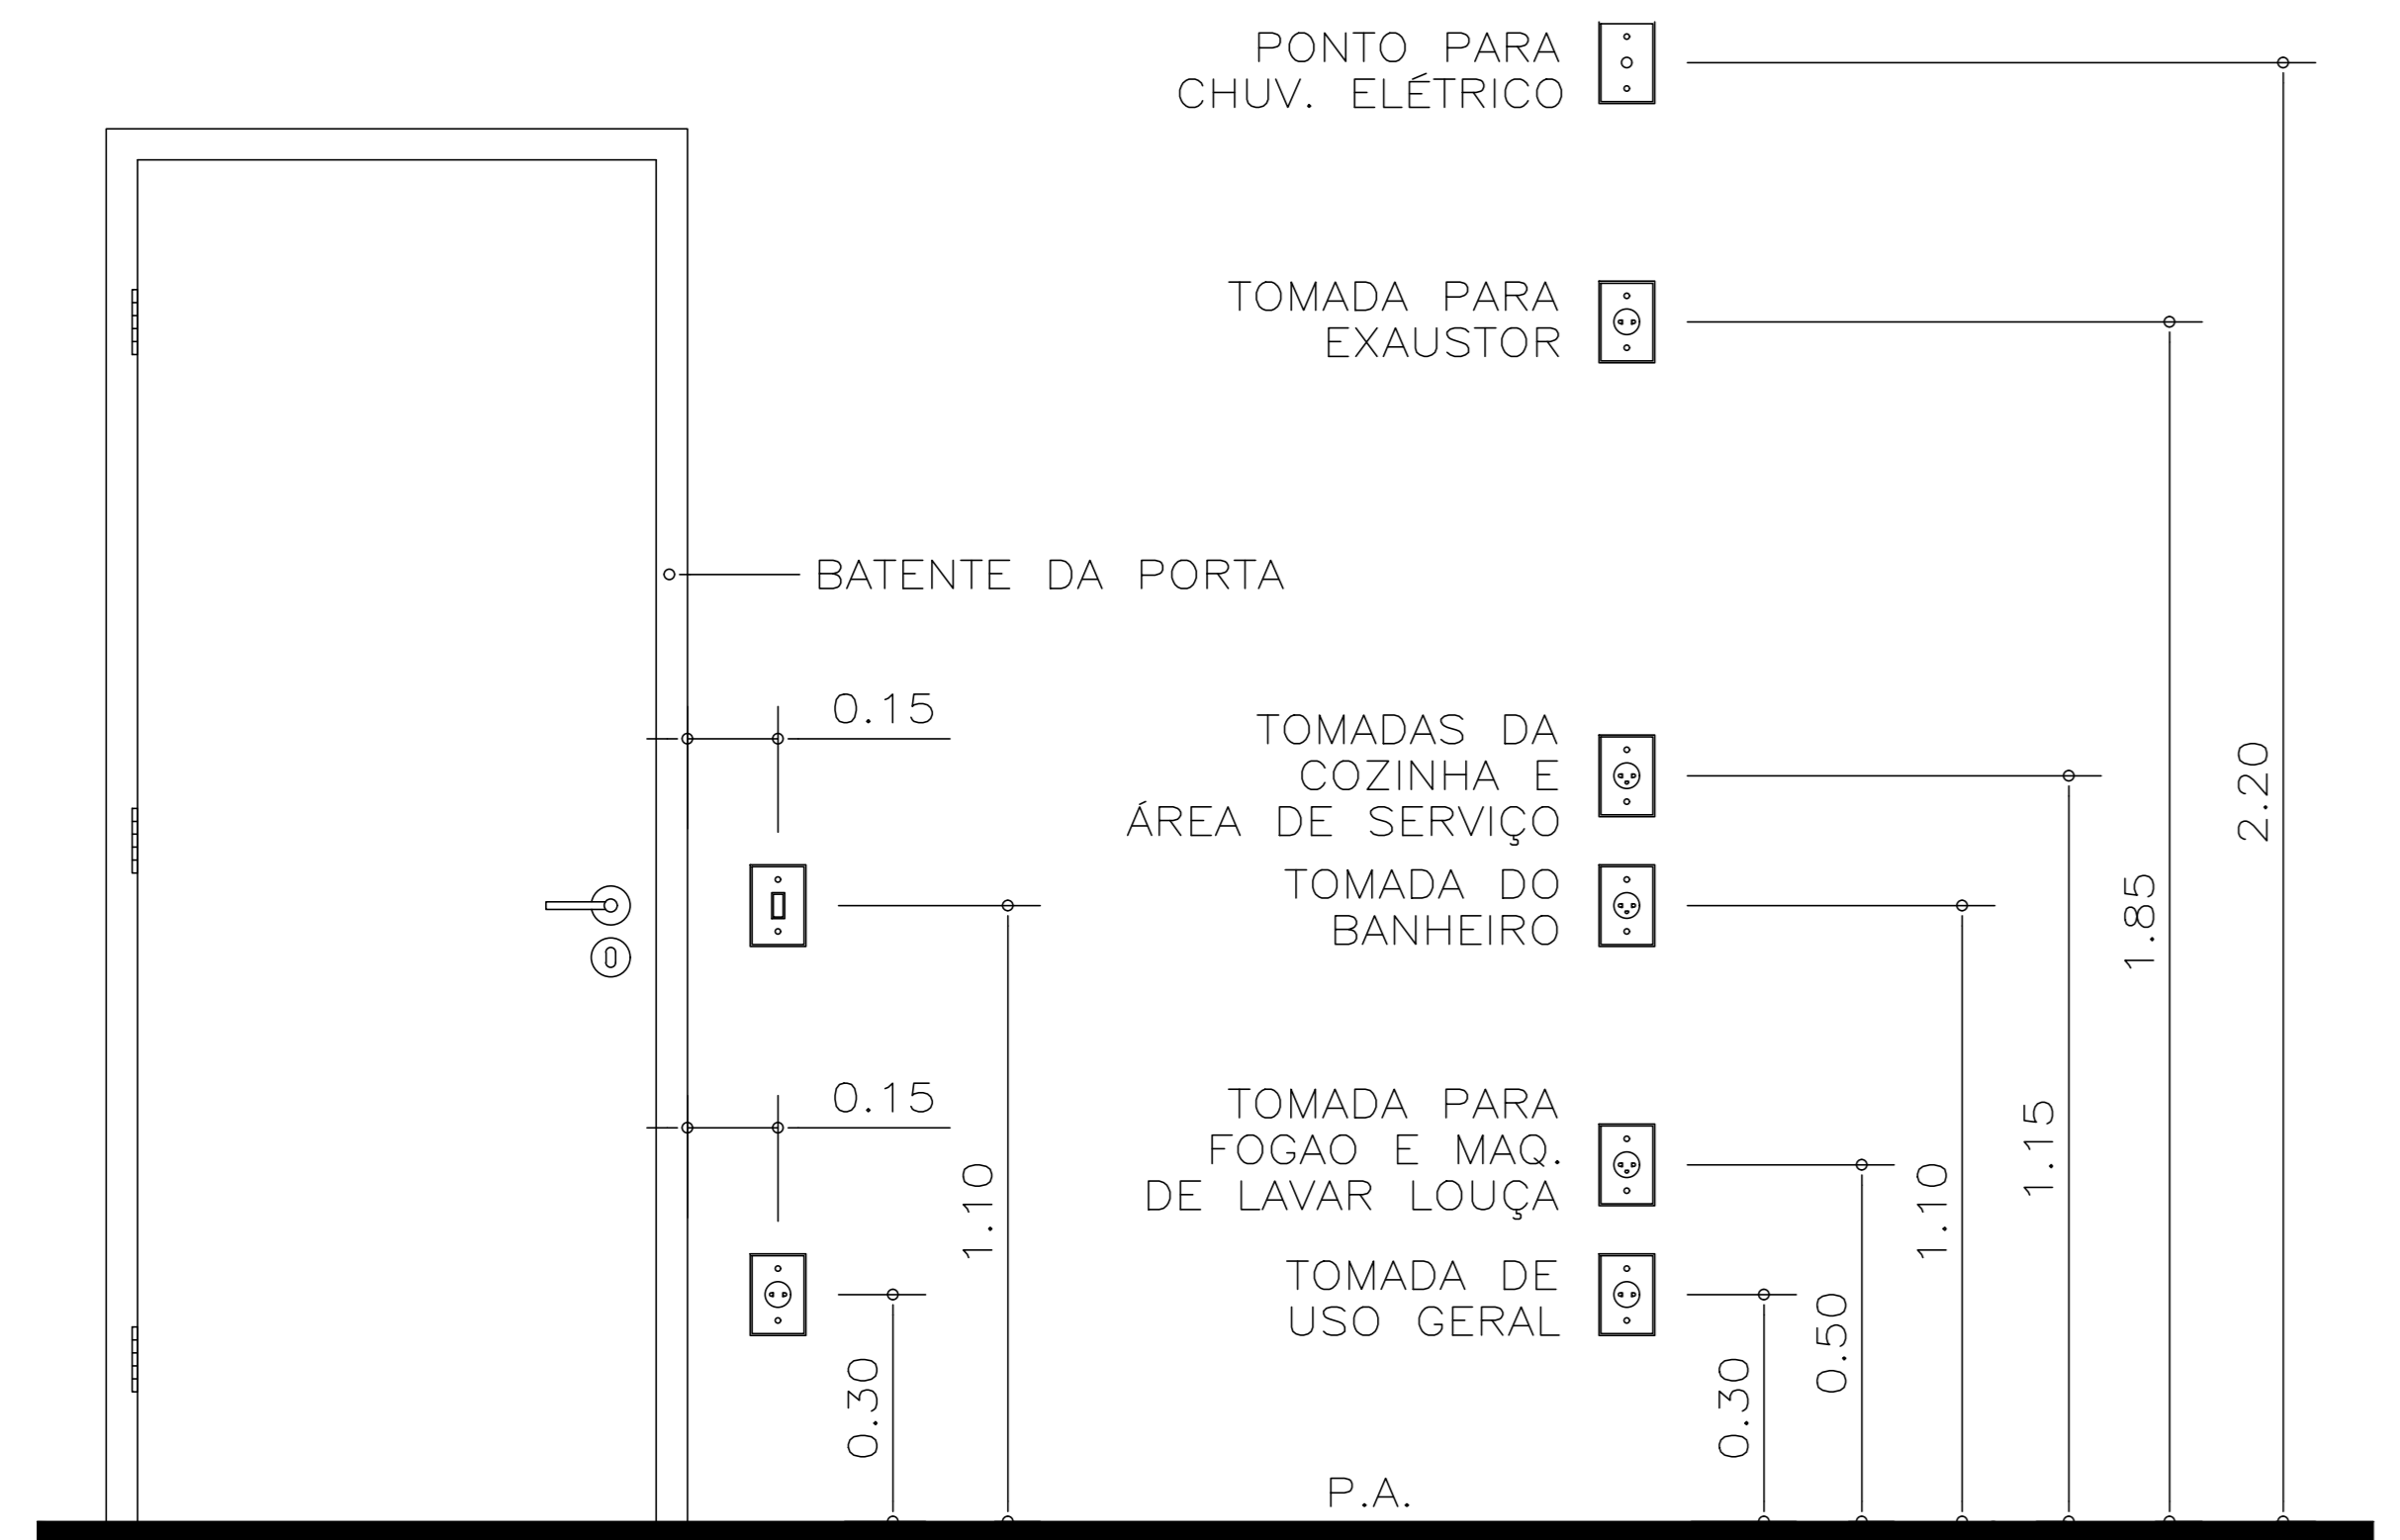 PONTO PARA
CHUV. ELÉTRICO
TOMADA PARA
EXAUSTOR
BATENTE DA PORTA
0.15
TOMADAS DA
COZINHA E
ÁREA DE SERVIÇO
TOMADA DO
BANHEIRO
0.15
TOMADA PARA
FOGAO E MAQ.
DE LAVAR LOUÇA
TOMADA DE
USO GERAL
0.30
1.10
P.A.
0.30
0.50
1.10
1.15
1.85
2.20